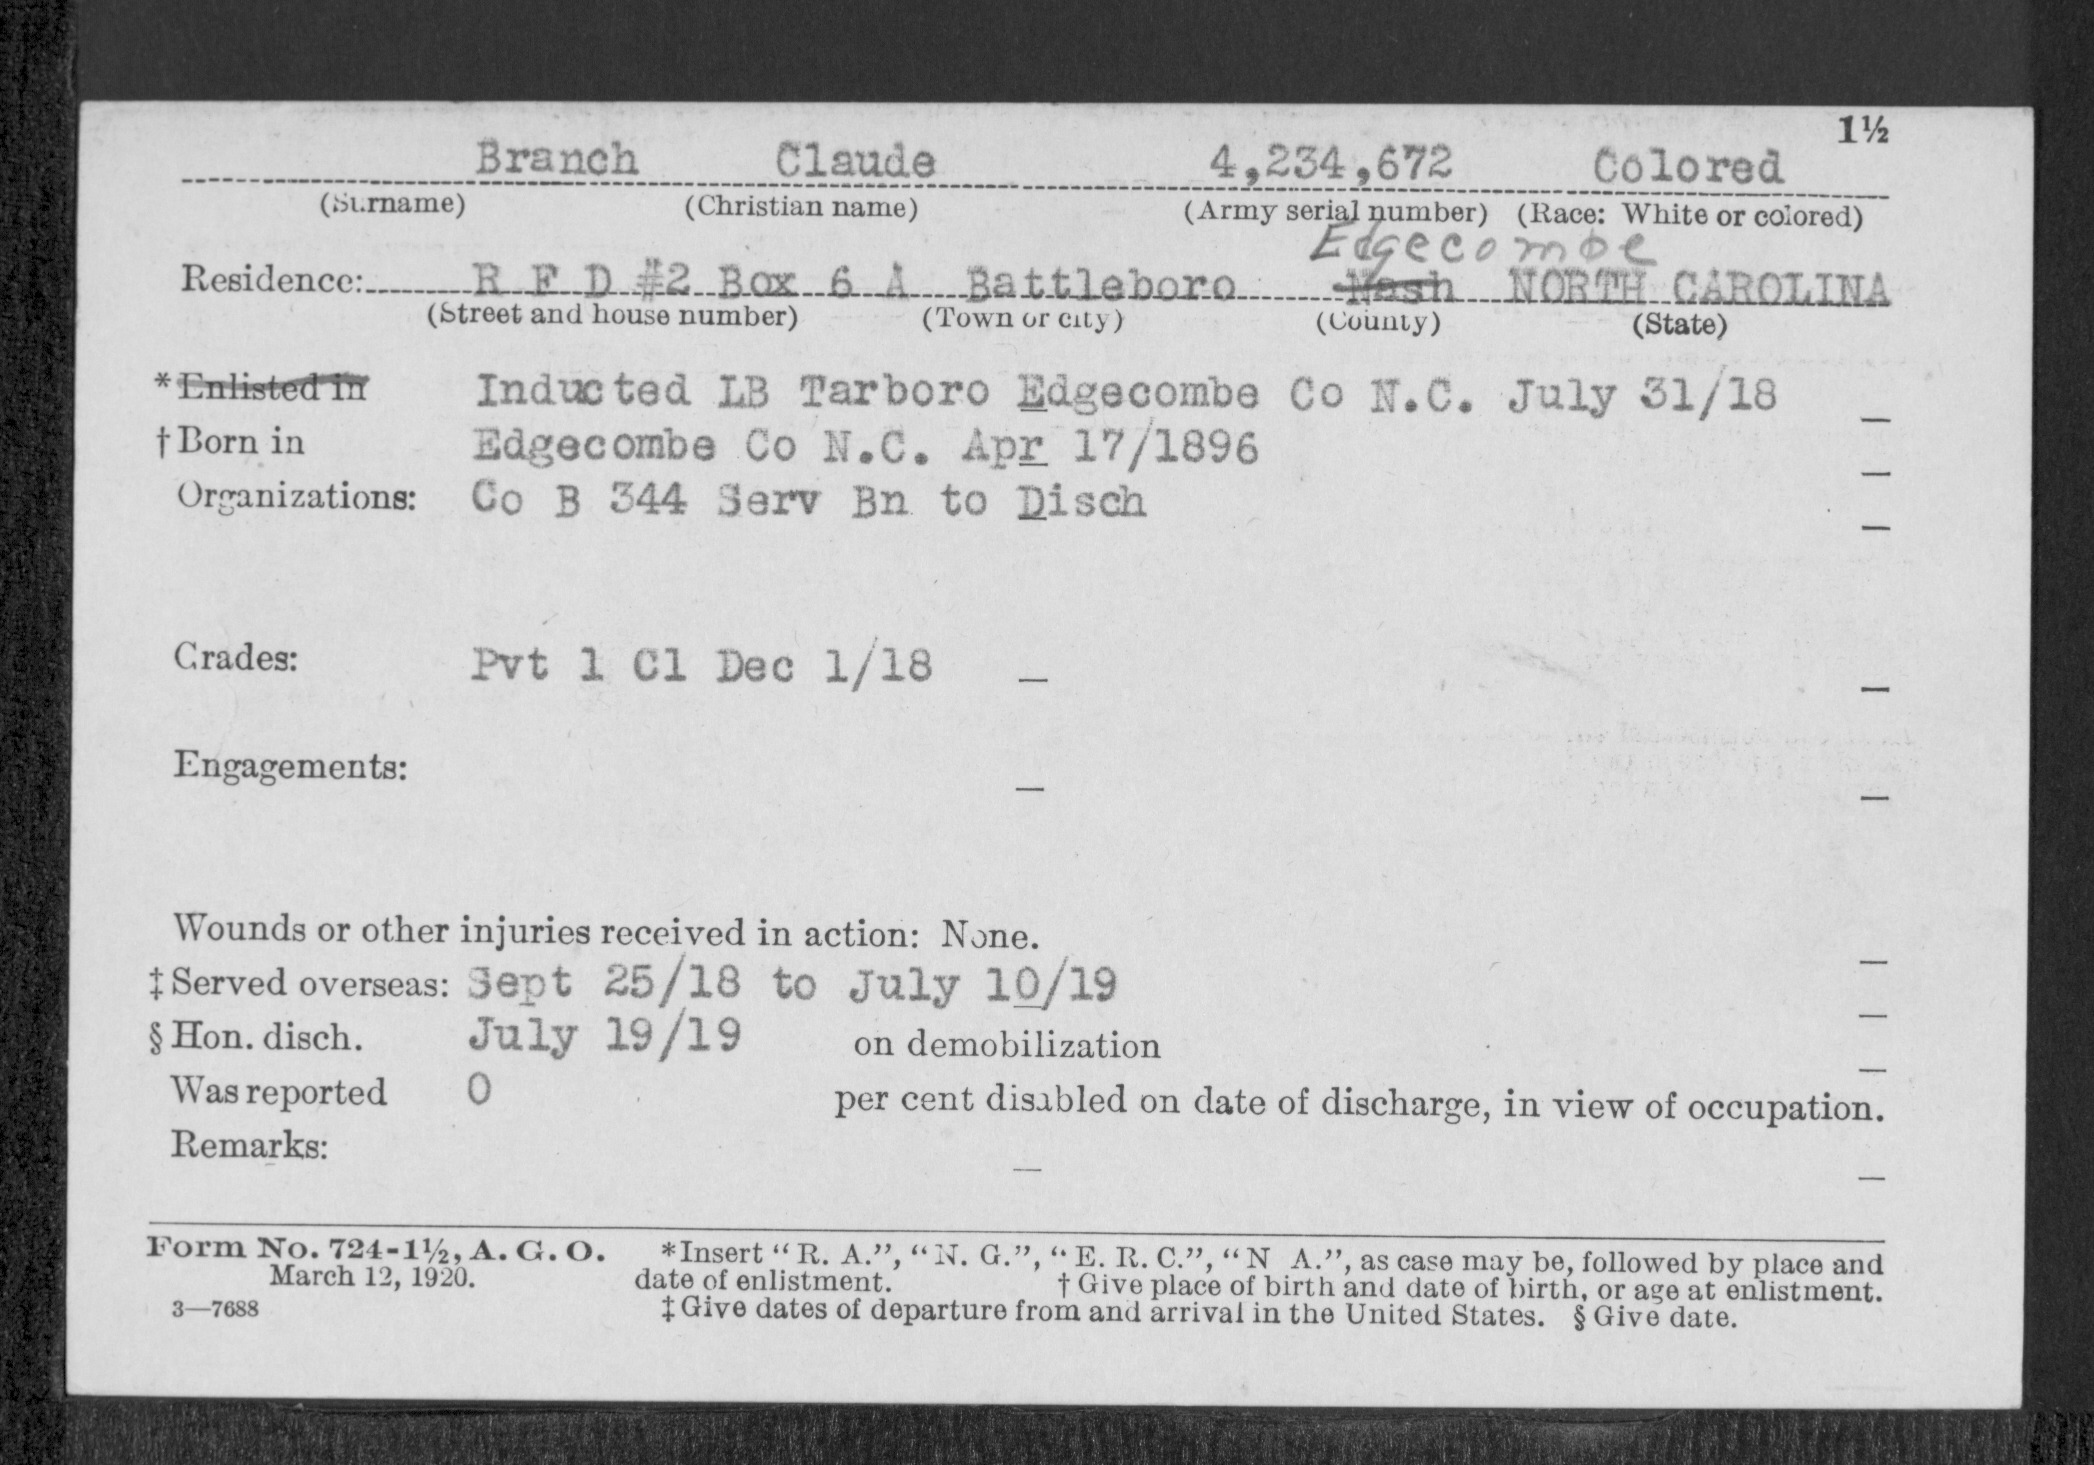 1½
Branch Claude 4,234,672 Colored
(Surname) (Christian name) (Army serial number) (Race: White or colored)
Edgecombe
Residence: R F D #2 Box 6 A Battleboro Nash NORTH CAROLINA
(Street and house number) (Town or city) (County) (State)
*Enlisted in Inducted LB Tarboro Edgecombe Co N.C. July 31/18 –
†Born in Edgecombe Co N.C. Apr 17/1896 –
Organizations: Co B 344 Serv Bn to Disch –
Grades: Pvt 1 Cl Dec 1/18 – –
Engagements: – –
Wounds or other injuries received in action: None. –
‡Served overseas: Sept 25/18 to July 10/19 –
§Hon. disch. July 19/19 on demobilization –
Was reported 0 per cent disabled on date of discharge, in view of occupation.
Remarks: – –
Form No. 724-1½, A. G. O. *Insert "R. A.", "N. G.", "E. R. C.", "N A.", as case may be, followed by place and
March 12, 1920. date of enlistment. †Give place of birth and date of birth, or age at enlistment.
3—7688 ‡Give dates of departure from and arrival in the United States. §Give date.